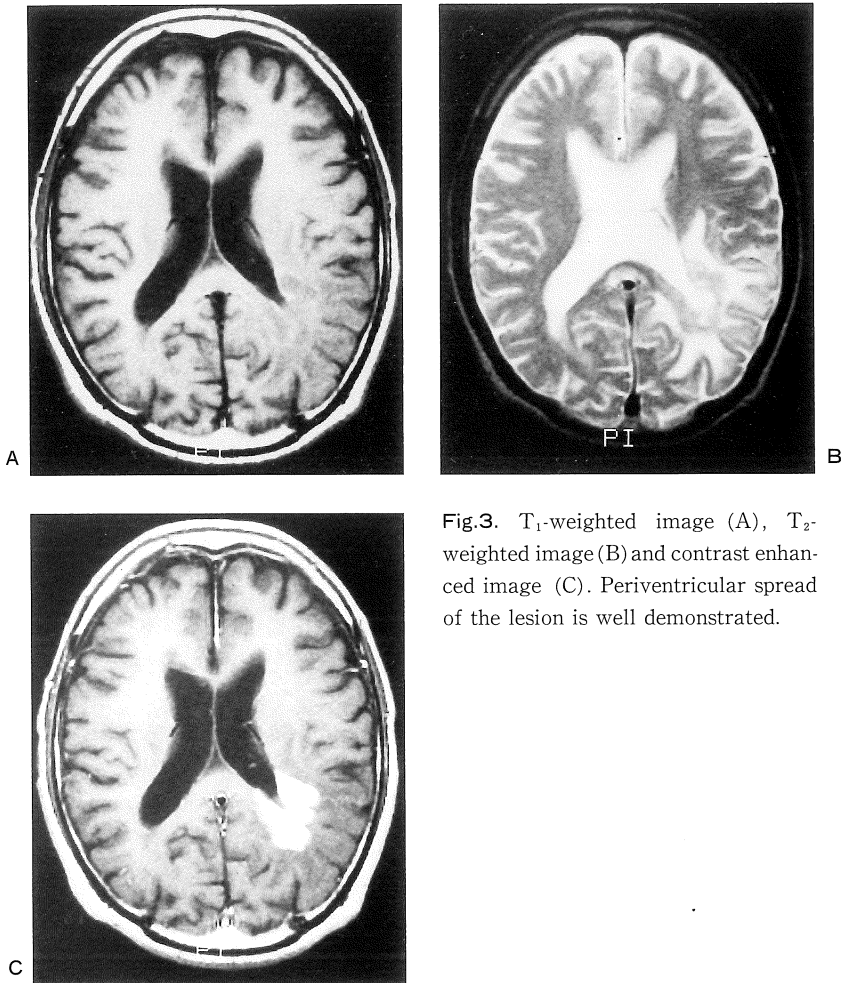 A
PI
B
PI
Fig.3. T₁-weighted image (A), T₂-
weighted image (B) and contrast enhan-
ced image (C). Periventricular spread
of the lesion is well demonstrated.
C